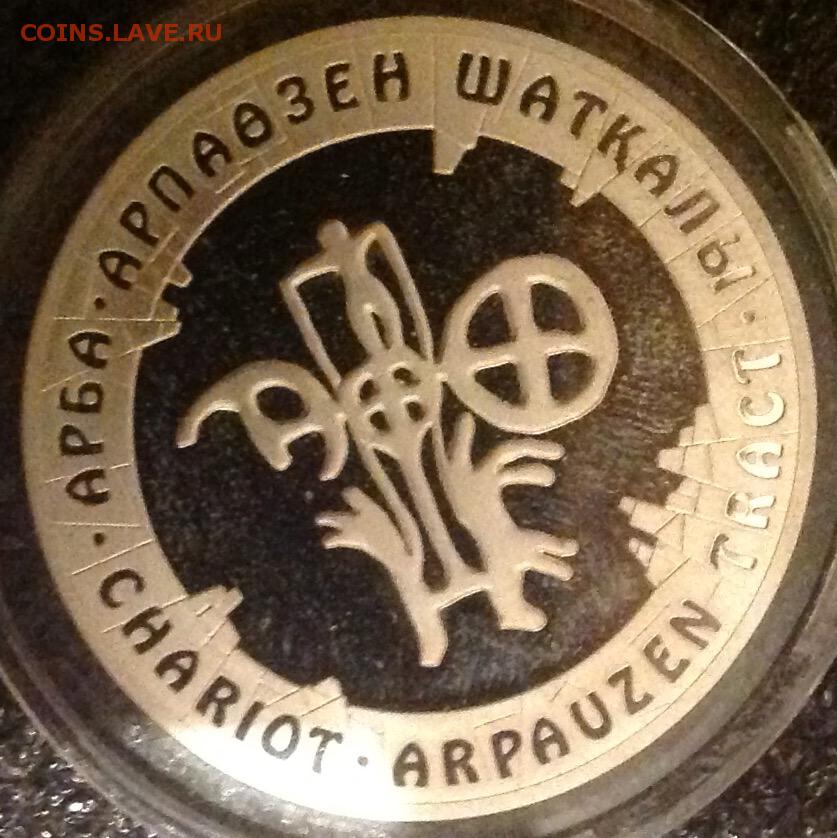 COINS.LAVE.RU
АРБА · АРПАӨЗЕН ШАТКАЛЫ ·
CHARIOT · ARPAUZEN TRACT ·